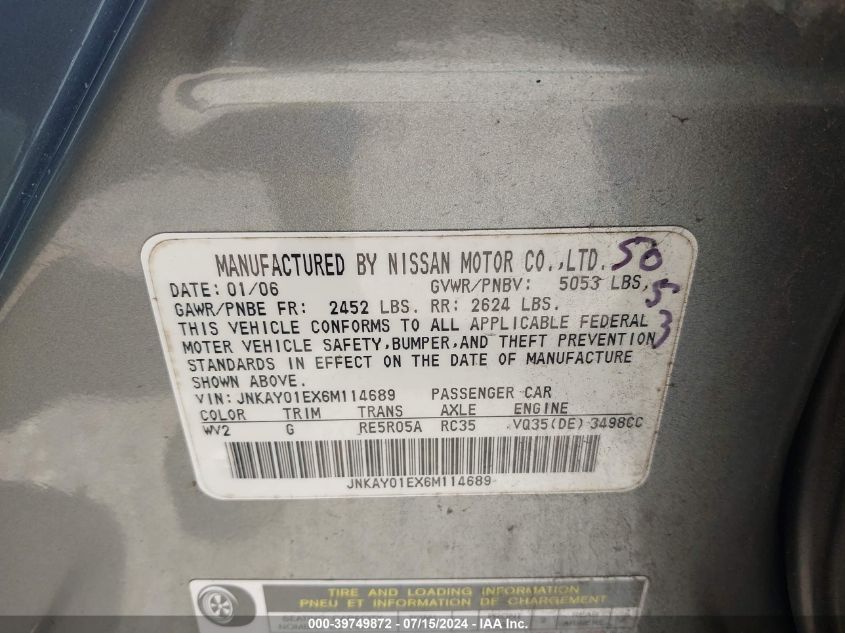 MANUFACTURED BY NISSAN MOTOR CO.,LTD. 50
DATE: 01/06 GVWR/PNBV: 5053 LBS, 5
GAWR/PNBE FR: 2452 LBS. RR: 2624 LBS.
THIS VEHICLE CONFORMS TO ALL APPLICABLE FEDERAL 3
MOTER VEHICLE SAFETY,BUMPER,AND THEFT PREVENTION
STANDARDS IN EFFECT ON THE DATE OF MANUFACTURE
SHOWN ABOVE.
VIN: JNKAY01EX6M114689 PASSENGER CAR
COLOR TRIM TRANS AXLE ENGINE
WV2 G RE5R05A RC35 VQ35(DE) 3498CC
JNKAY01EX6M114689
TIRE AND LOADING INFORMATION
PNEU ET INFORMATION DE CHARGEMENT
000-39749872 - 07/15/2024 - IAA Inc.